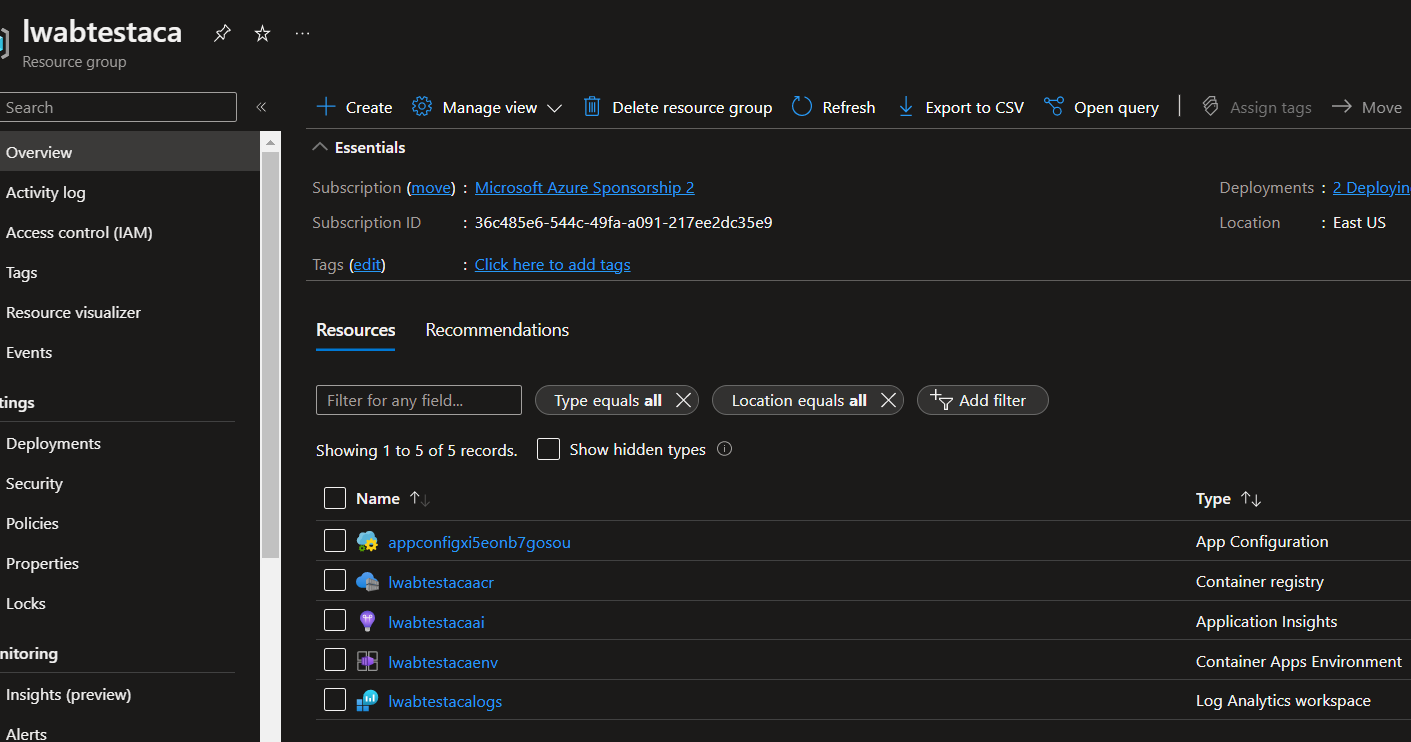 lwabtestaca
Resource group
Search
Create Manage view Delete resource group Refresh Export to CSV Open query Assign tags Move
Overview
Activity log
Access control (IAM)
Tags
Resource visualizer
Events
tings
Deployments
Security
Policies
Properties
Locks
nitoring
Insights (preview)
Alerts
Essentials
Subscription (move) : Microsoft Azure Sponsorship 2
Subscription ID : 36c485e6-544c-49fa-a091-217ee2dc35e9
Tags (edit) : Click here to add tags
Deployments : 2 Deployin
Location : East US
Resources Recommendations
Filter for any field... Type equals all Location equals all Add filter
Showing 1 to 5 of 5 records. Show hidden types
Name Type
appconfigxi5eonb7gosou App Configuration
lwabtestacaacr Container registry
lwabtestacaai Application Insights
lwabtestacaenv Container Apps Environment
lwabtestacalogs Log Analytics workspace